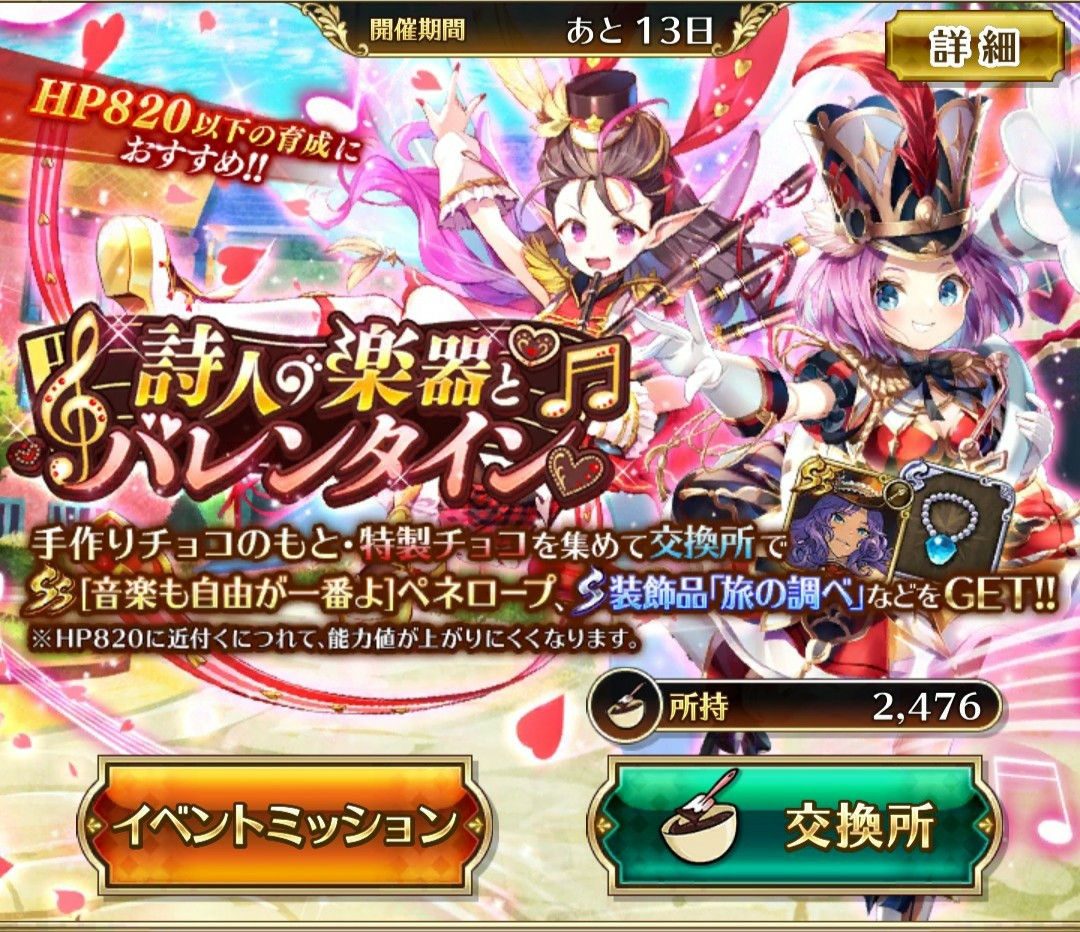 開催期間 あと13日
詳細
HP820以下の育成に
おすすめ!!
詩人の楽器と
バレンタイン
手作りチョコのもと・特製チョコを集めて交換所で
SS[音楽も自由が一番よ]ペネロープ、S装飾品「旅の調べ」などをGET!!
※HP820に近付くにつれて、能力値が上がりにくくなります。
SS
S
所持 2,476
イベントミッション
交換所